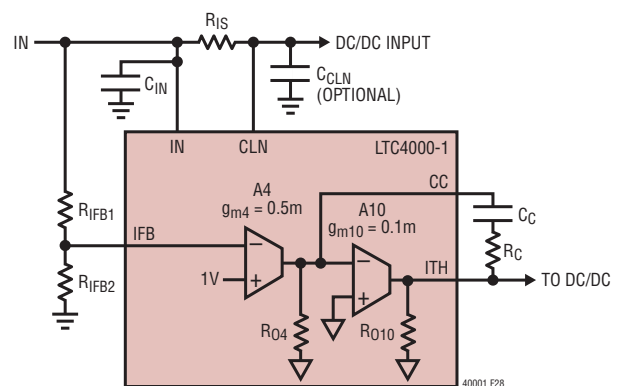 IN
RIS
DC/DC INPUT
CIN
CCLN
(OPTIONAL)
IN
CLN
LTC4000-1
CC
A4
gm4 = 0.5m
A10
gm10 = 0.1m
CC
RIFB1
IFB
RC
ITH
TO DC/DC
1V
RIFB2
RO4
RO10
40001 F28